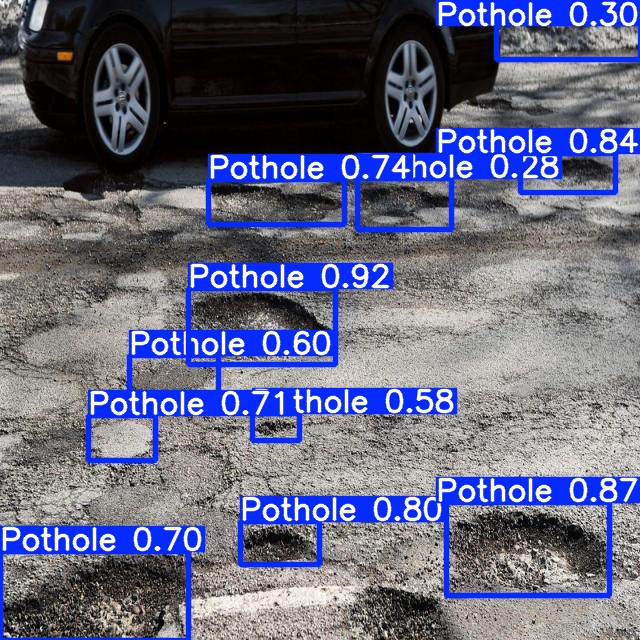 Pothole 0.30
Pothole 0.84
Pothole 0.74
hole 0.28
Pothole 0.92
Pothole 0.60
Pothole 0.71
thole 0.58
Pothole 0.87
Pothole 0.80
Pothole 0.70